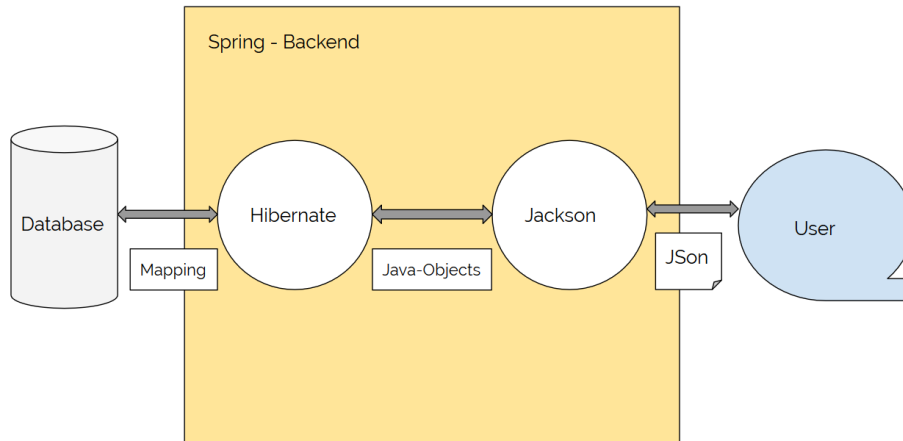 Spring - Backend
Database
Hibernate
Jackson
User
Mapping
Java-Objects
JSon